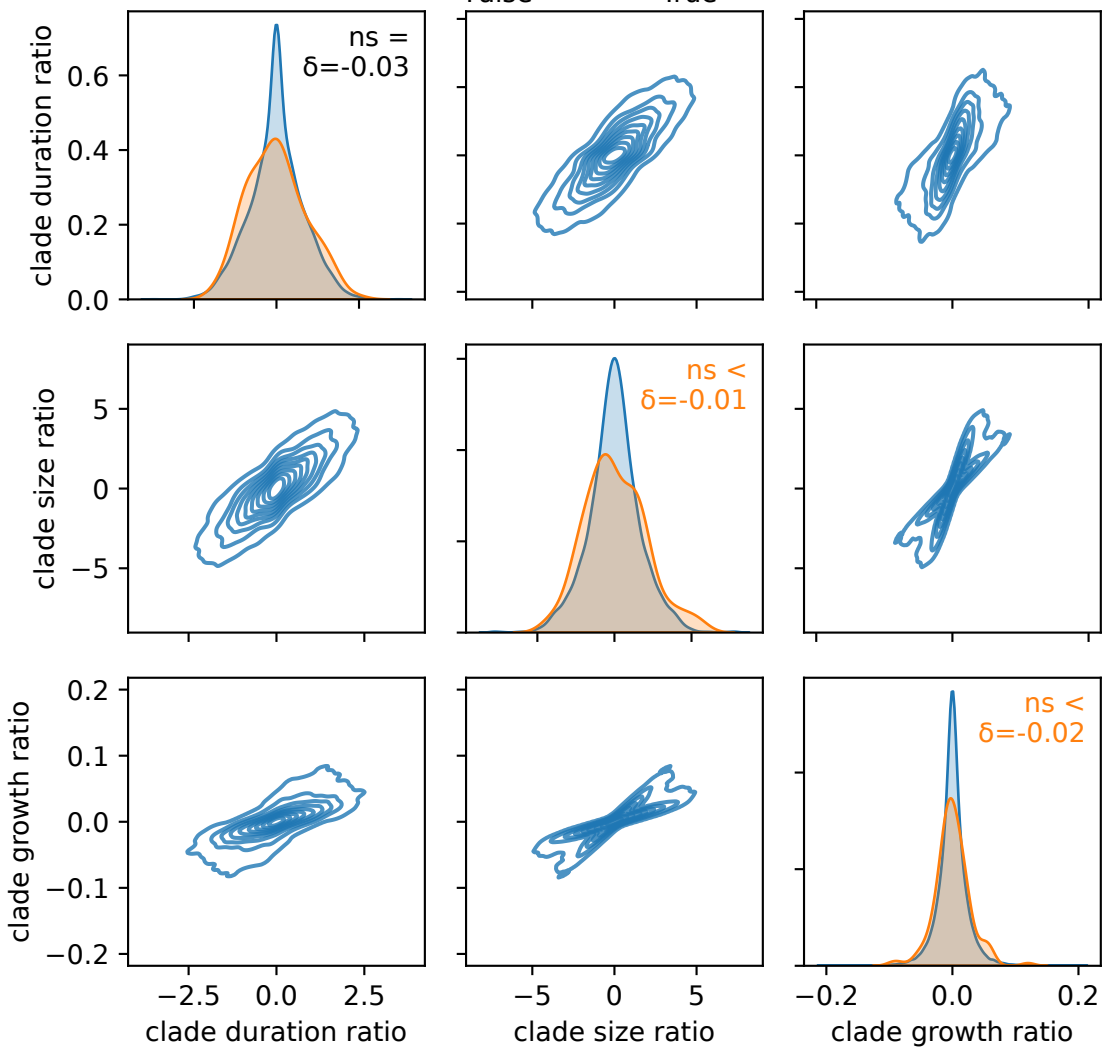 clade duration ratio
0.6
0.4
0.2
0.0
ns =
δ=-0.03
clade size ratio
5
0
−5
ns <
δ=-0.01
clade growth ratio
0.2
0.1
0.0
−0.1
−0.2
ns <
δ=-0.02
−2.5
0.0
2.5
−5
0
5
−0.2
0.0
0.2
clade duration ratio
clade size ratio
clade growth ratio